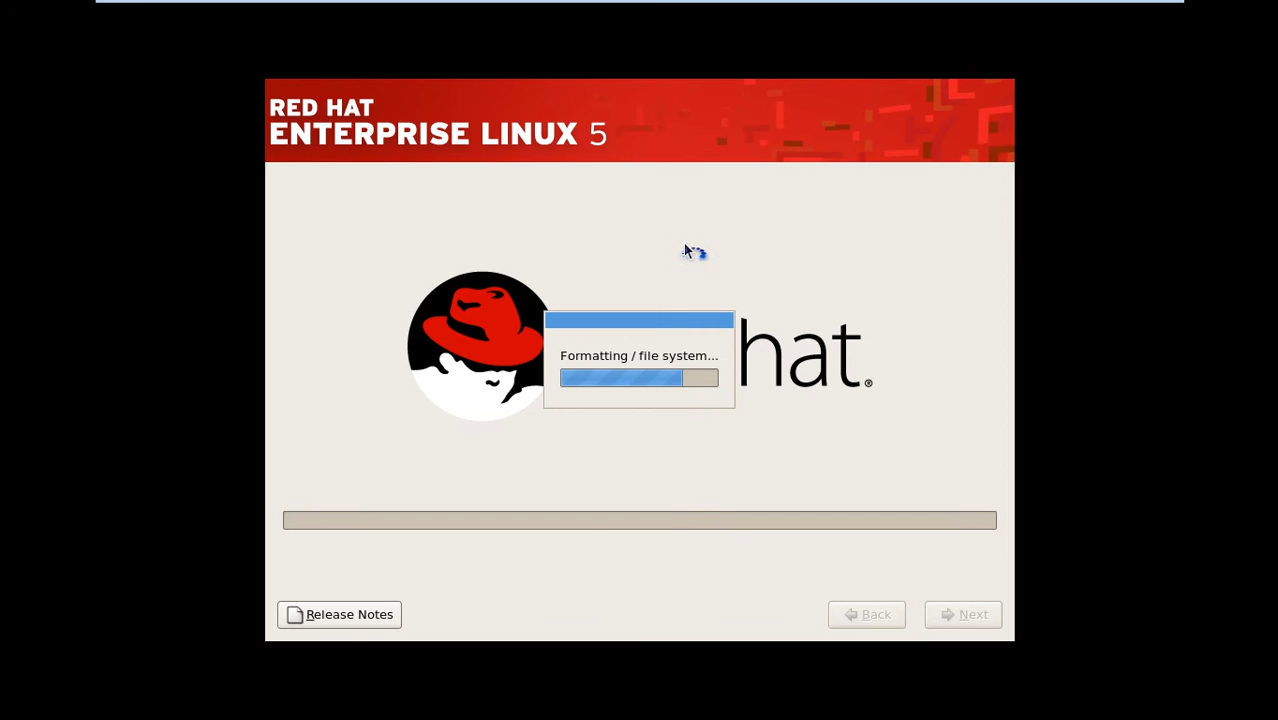 RED HAT
ENTERPRISE LINUX 5
Formatting / file system...
hat.®
Release Notes
Back
Next